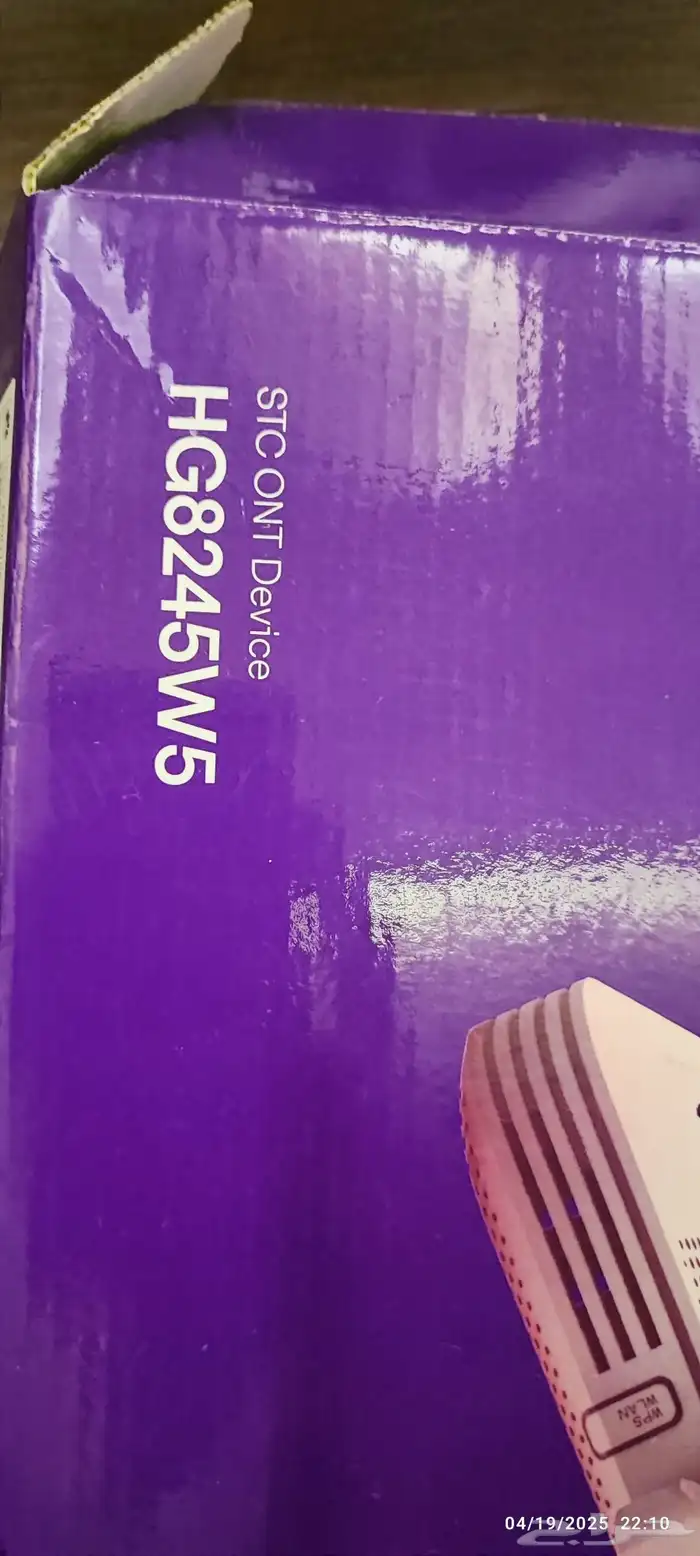 STC ONT Device
HG8245W5
WPS
WLAN
04/19/2025 22:10